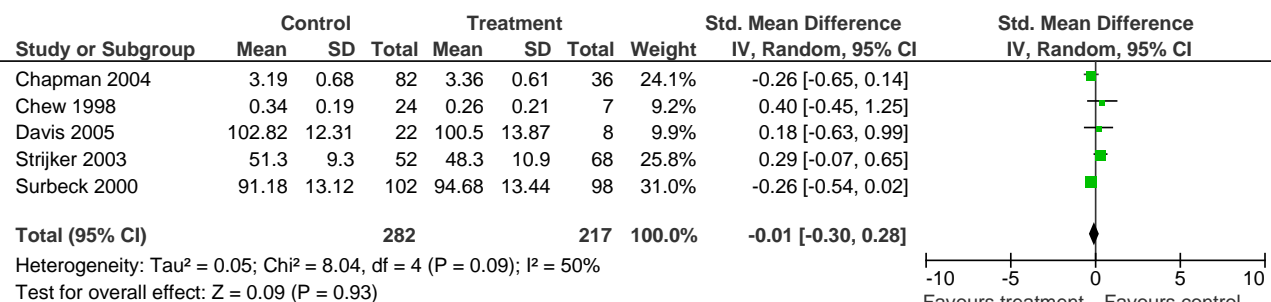 Control Treatment Std. Mean Difference Std. Mean Difference
Study or Subgroup Mean SD Total Mean SD Total Weight IV, Random, 95% CI IV, Random, 95% CI
Chapman 2004 3.19 0.68 82 3.36 0.61 36 24.1% -0.26 [-0.65, 0.14]
Chew 1998 0.34 0.19 24 0.26 0.21 7 9.2% 0.40 [-0.45, 1.25]
Davis 2005 102.82 12.31 22 100.5 13.87 8 9.9% 0.18 [-0.63, 0.99]
Strijker 2003 51.3 9.3 52 48.3 10.9 68 25.8% 0.29 [-0.07, 0.65]
Surbeck 2000 91.18 13.12 102 94.68 13.44 98 31.0% -0.26 [-0.54, 0.02]
Total (95% CI) 282 217 100.0% -0.01 [-0.30, 0.28]
Heterogeneity: Tau² = 0.05; Chi² = 8.04, df = 4 (P = 0.09); I² = 50%
Test for overall effect: Z = 0.09 (P = 0.93)
-10 -5 0 5 10
Favours treatment Favours control